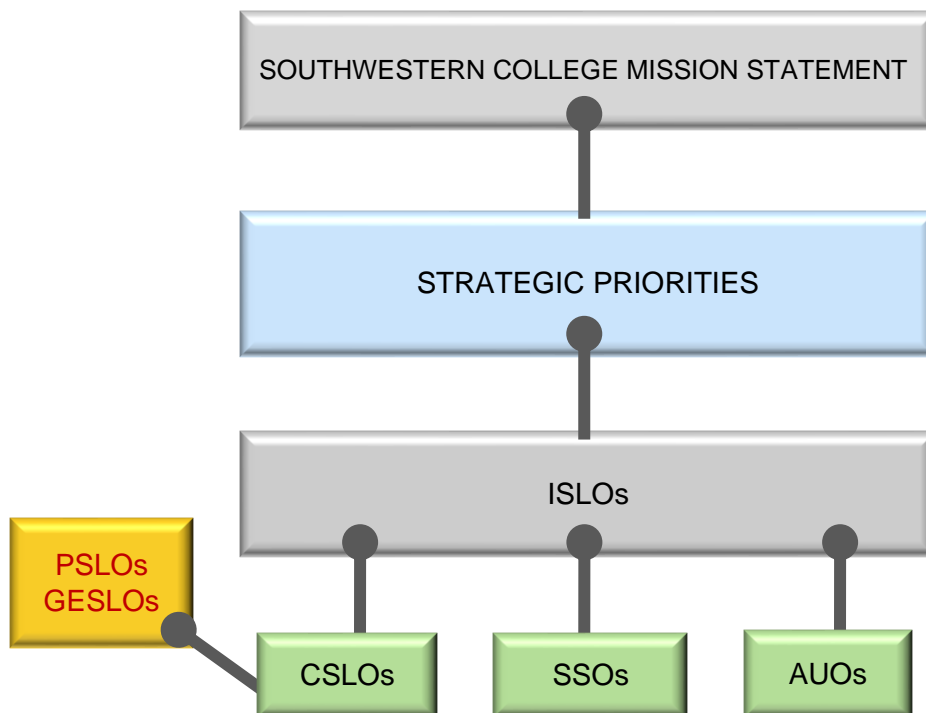 SOUTHWESTERN COLLEGE MISSION STATEMENT
STRATEGIC PRIORITIES
ISLOs
PSLOs
GESLOs
CSLOs
SSOs
AUOs